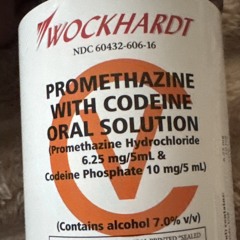 WOCKHARDT
NDC 60432-606-16
PROMETHAZINE
WITH CODEINE
ORAL SOLUTION
(Promethazine Hydrochloride
6.25 mg/5mL &
Codeine Phosphate 10 mg/5 mL)
(Contains alcohol 7.0% v/v)